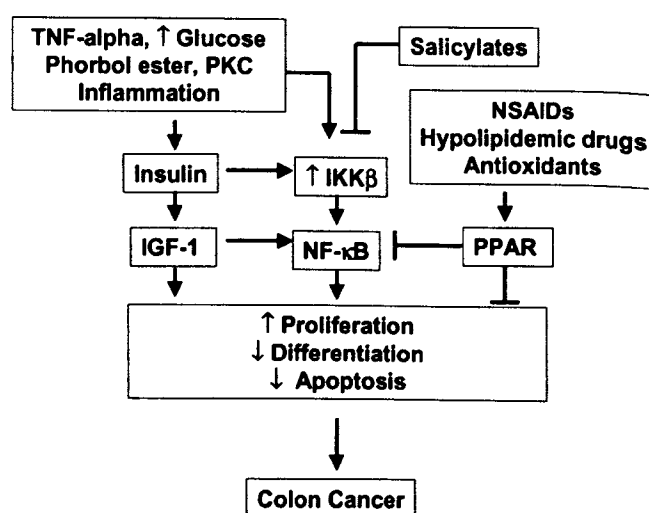 TNF-alpha, ↑ Glucose
Phorbol ester, PKC
Inflammation
Salicylates
NSAIDs
Hypolipidemic drugs
Antioxidants
Insulin
↑ IKKβ
IGF-1
NF-κB
PPAR
↑ Proliferation
↓ Differentiation
↓ Apoptosis
Colon Cancer